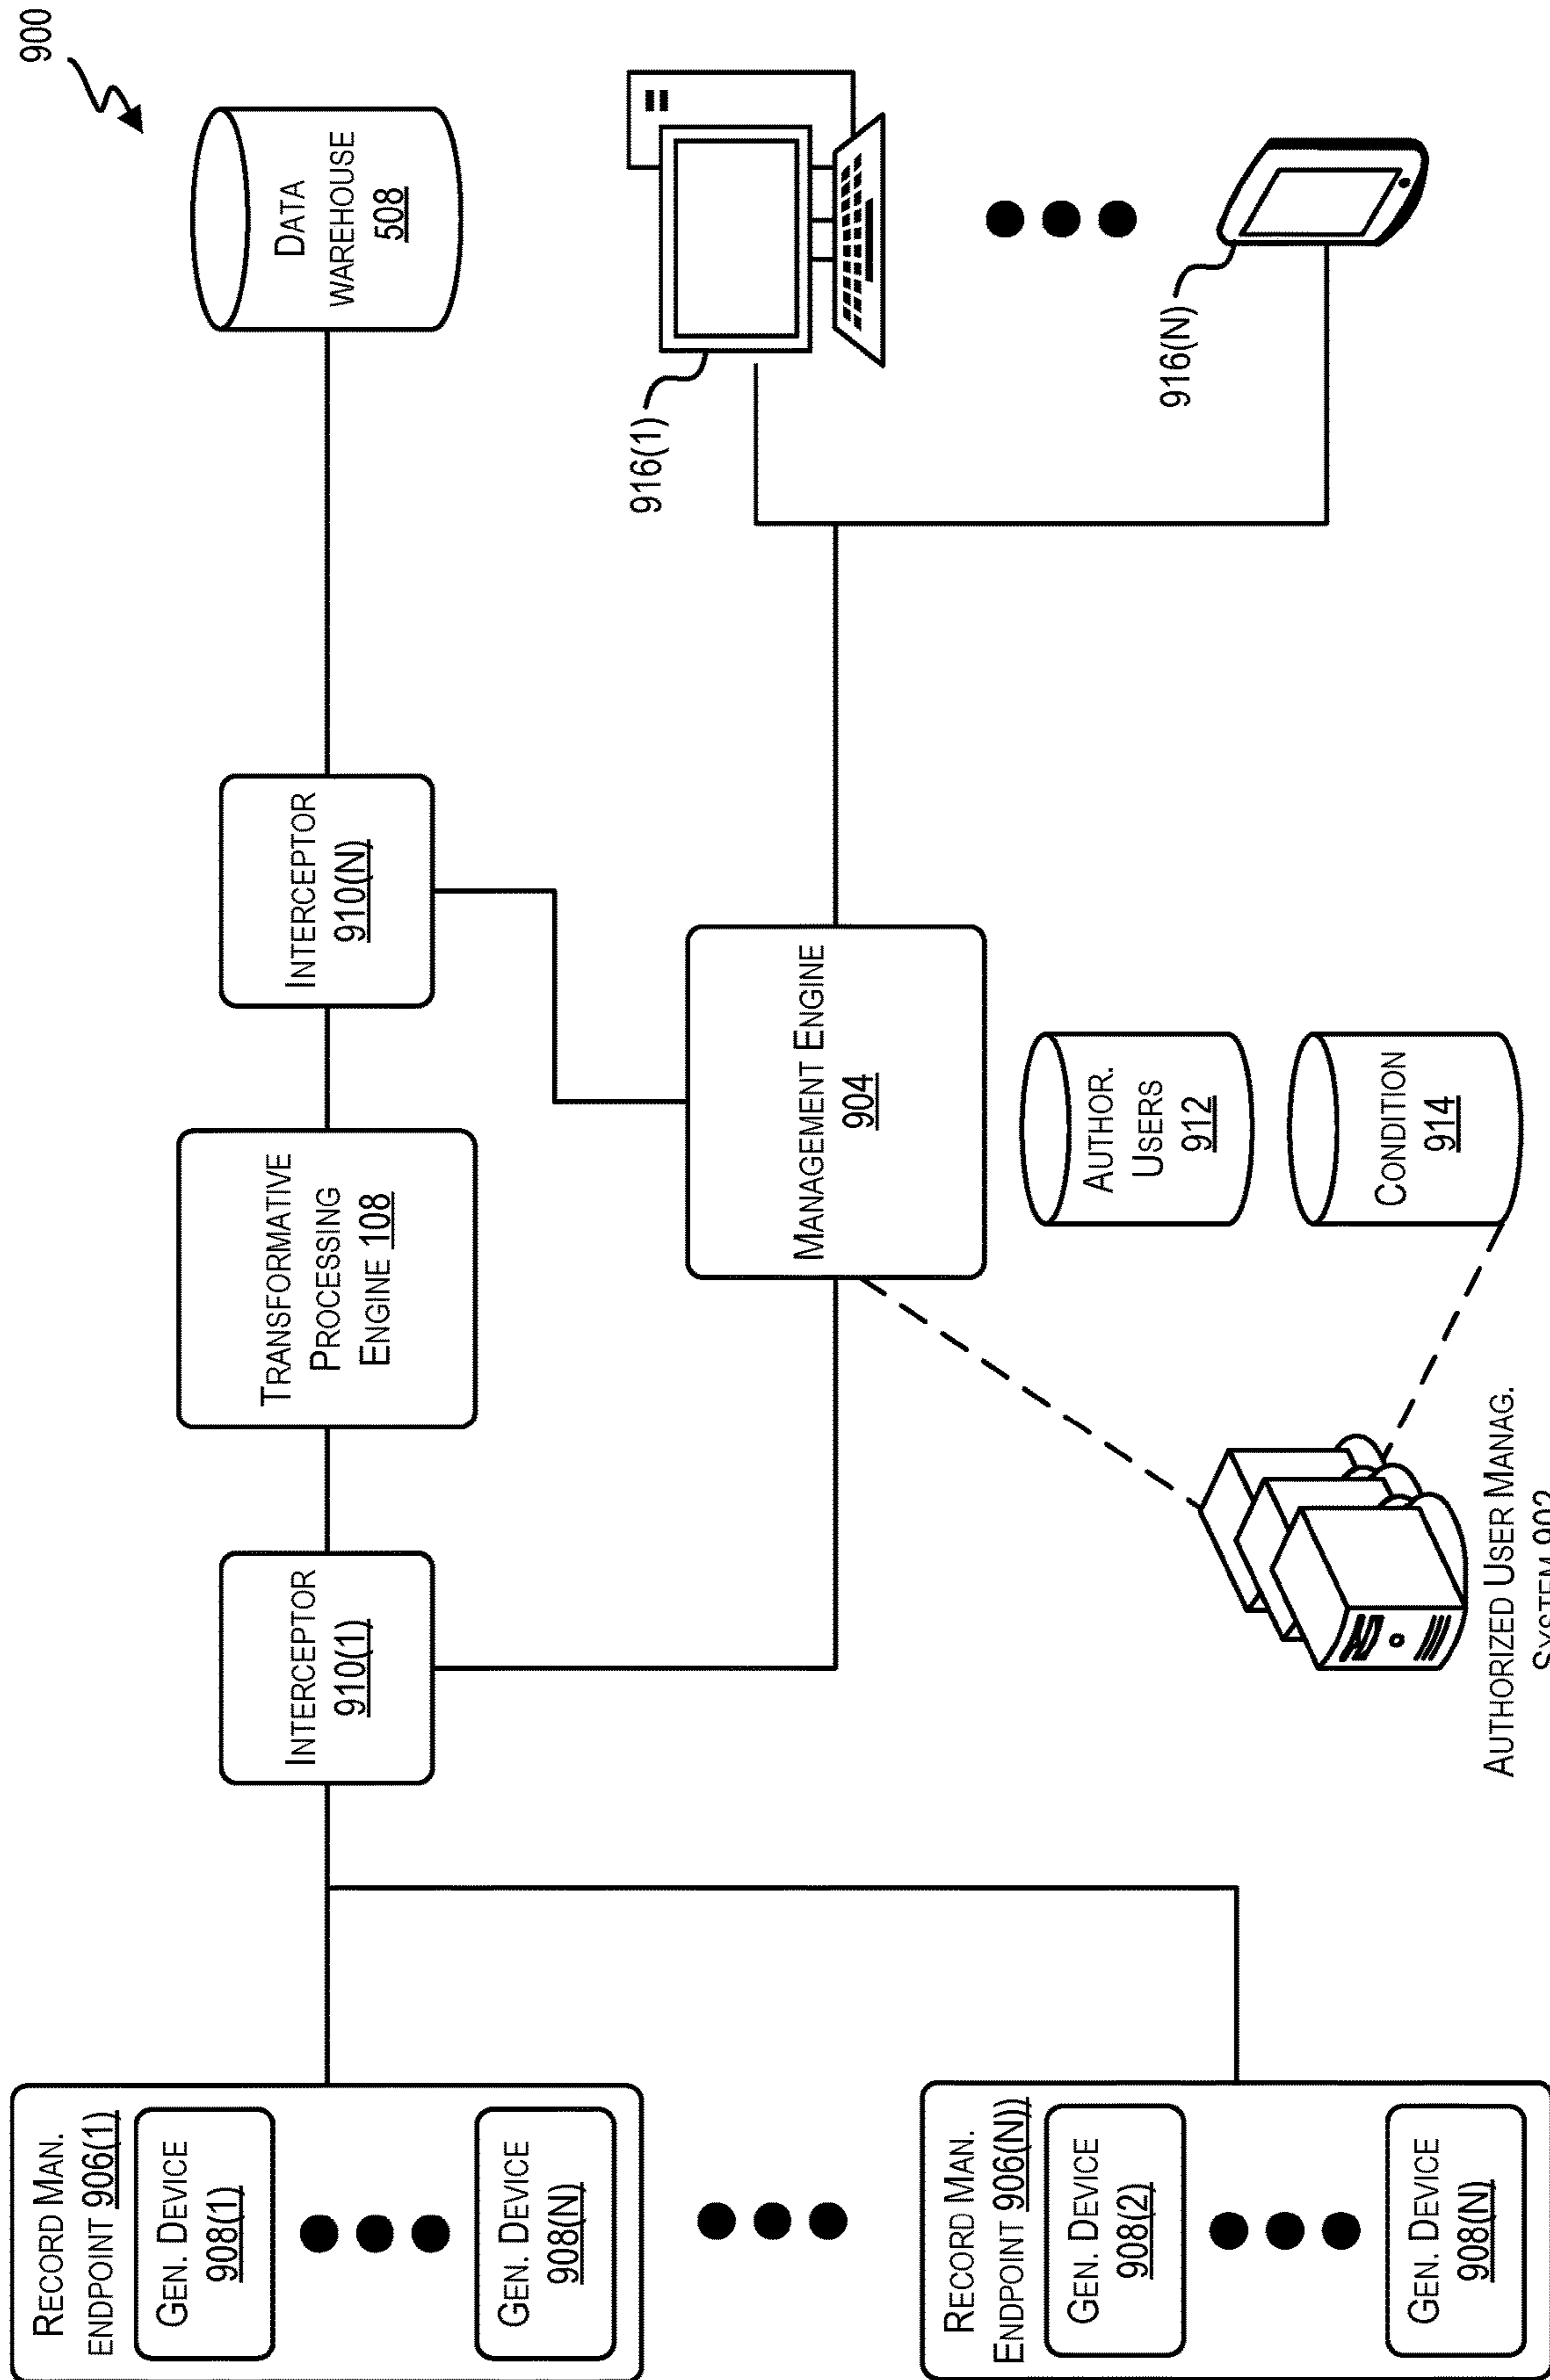 900
RECORD MAN.
ENDPOINT 906(1)
GEN. DEVICE
908(1)
GEN. DEVICE
908(N)
RECORD MAN.
ENDPOINT 906(N))
GEN. DEVICE
908(2)
GEN. DEVICE
908(N)
INTERCEPTOR
910(1)
TRANSFORMATIVE
PROCESSING
ENGINE 108
INTERCEPTOR
910(N)
DATA
WAREHOUSE
508
MANAGEMENT ENGINE
904
916(1)
916(N)
AUTHOR.
USERS
912
CONDITION
914
AUTHORIZED USER MANAG.
SYSTEM 902